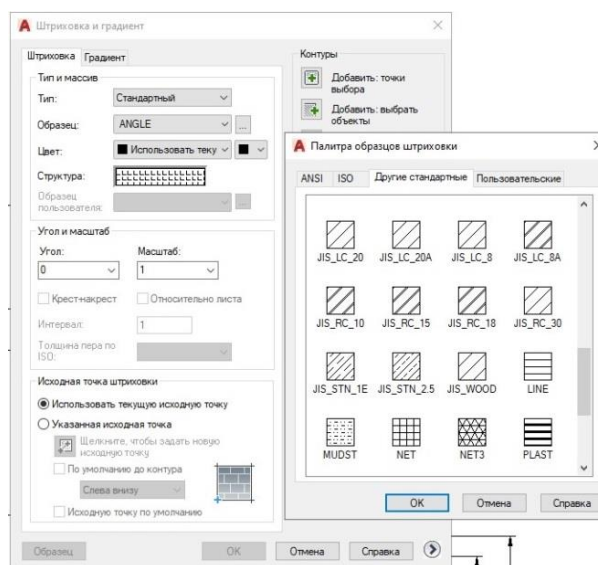 Штриховка и градиент
Штриховка Градиент
Тип и массив
Тип: Стандартный
Образец: ANGLE ...
Цвет: Использовать теку
Структура:
Образец
пользователя: ...
Угол и масштаб
Угол: Масштаб:
0 1
Крест-накрест Относительно листа
Интервал: 1
Толщина пера по
ISO:
Исходная точка штриховки
Использовать текущую исходную точку
Указанная исходная точка
Щелкните, чтобы задать новую
исходную точку
По умолчанию до контура
Слева внизу
Исходную точку по умолчанию
Контуры
Добавить: точки
выбора
Добавить: выбрать
объекты
Образец OK Отмена Справка
Палитра образцов штриховки
ANSI ISO Другие стандартные Пользовательские
JIS_LC_20 JIS_LC_20A JIS_LC_8 JIS_LC_8A
JIS_RC_10 JIS_RC_15 JIS_RC_18 JIS_RC_30
JIS_STN_1E JIS_STN_2.5 JIS_WOOD LINE
MUDST NET NET3 PLAST
OK Отмена Справка